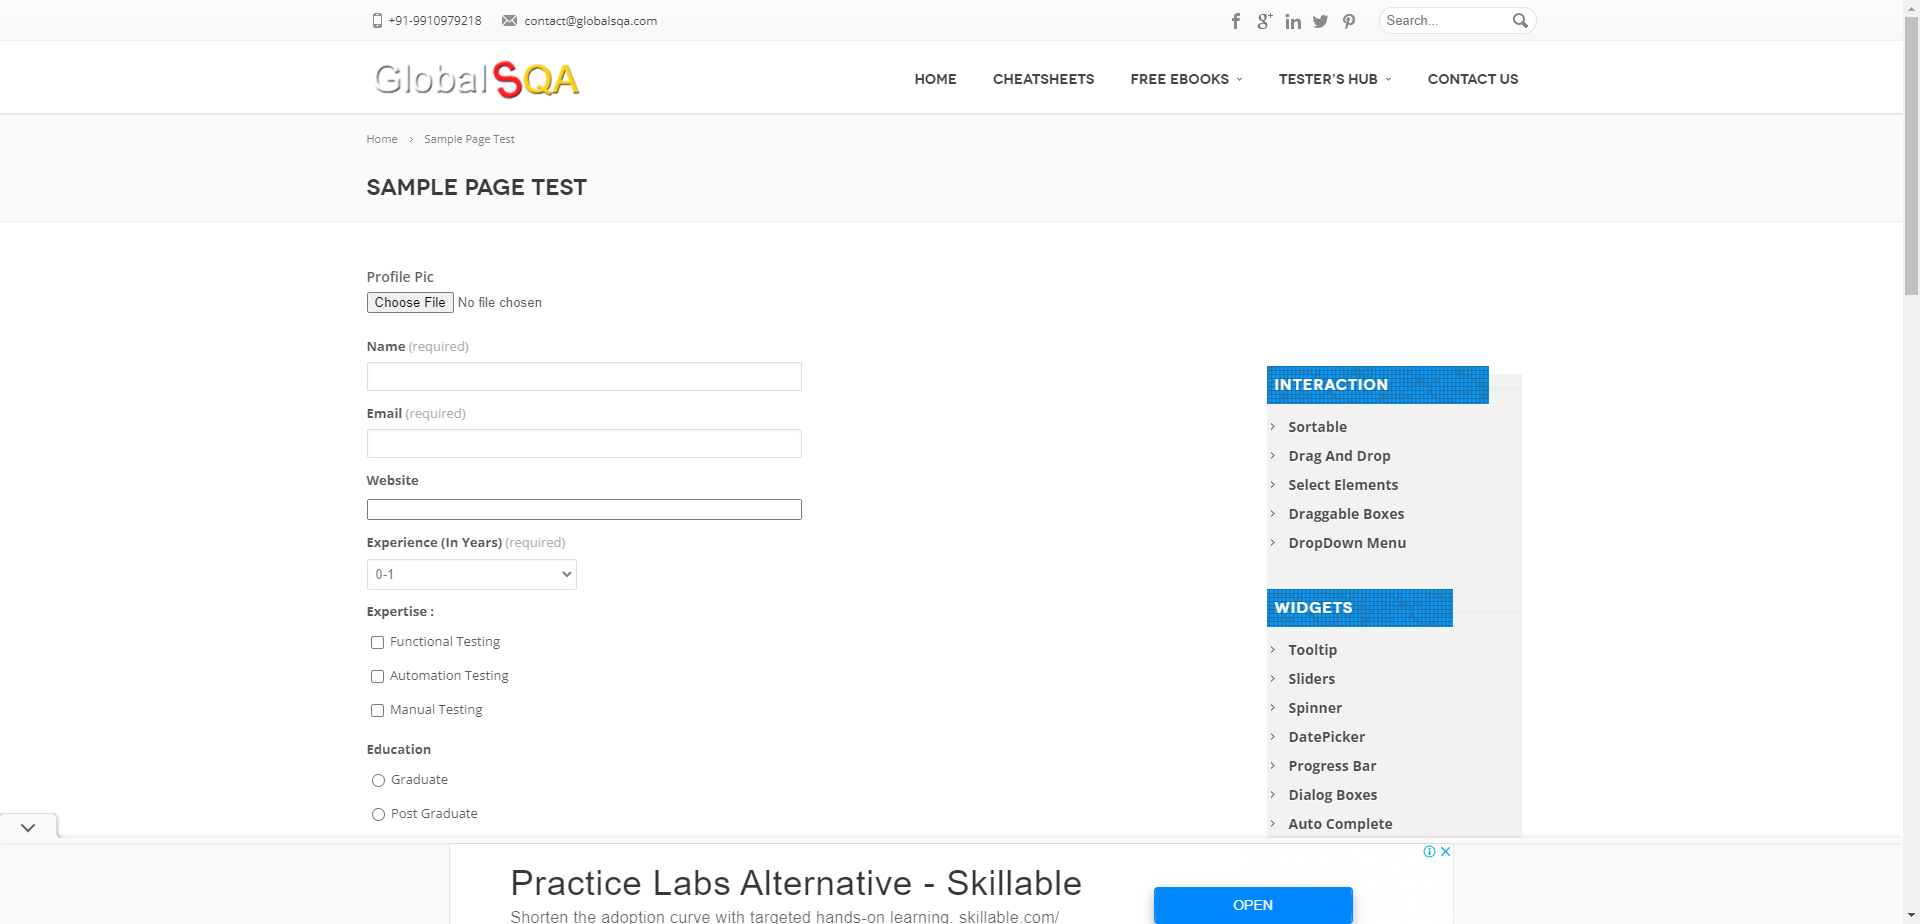 +91-9910979218 contact@globalsqa.com
Search...
GlobalSQA
HOME CHEATSHEETS FREE EBOOKS TESTER'S HUB CONTACT US
Home › Sample Page Test
SAMPLE PAGE TEST
Profile Pic
Choose File No file chosen
Name (required)
Email (required)
Website
Experience (In Years) (required)
0-1
Expertise :
Functional Testing
Automation Testing
Manual Testing
Education
Graduate
Post Graduate
INTERACTION
Sortable
Drag And Drop
Select Elements
Draggable Boxes
DropDown Menu
WIDGETS
Tooltip
Sliders
Spinner
DatePicker
Progress Bar
Dialog Boxes
Auto Complete
Practice Labs Alternative - Skillable
Shorten the adoption curve with targeted hands-on learning. skillable.com/
OPEN